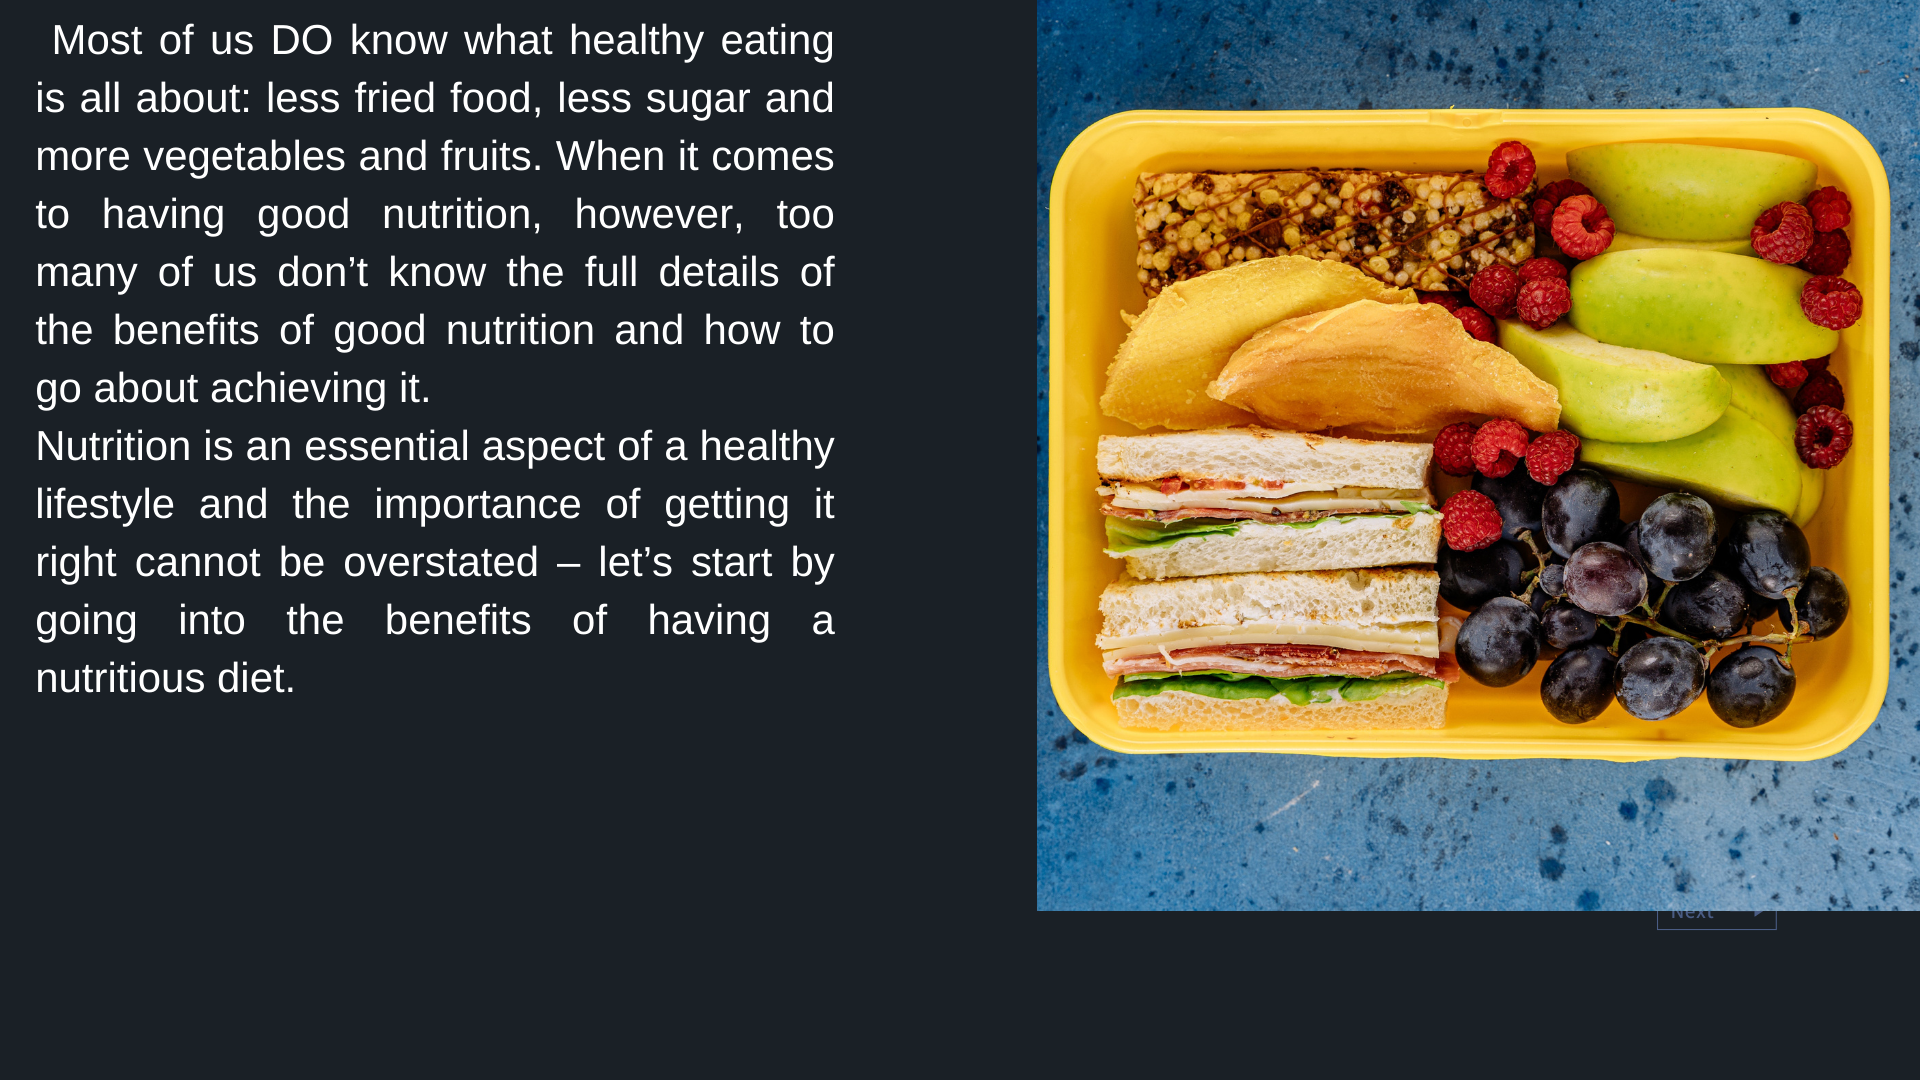 Most of us DO know what healthy eating
is all about: less fried food, less sugar and
more vegetables and fruits. When it comes
to having good nutrition, however, too
many of us don’t know the full details of
the benefits of good nutrition and how to
go about achieving it.
Nutrition is an essential aspect of a healthy
lifestyle and the importance of getting it
right cannot be overstated – let’s start by
going into the benefits of having a
nutritious diet.
Next